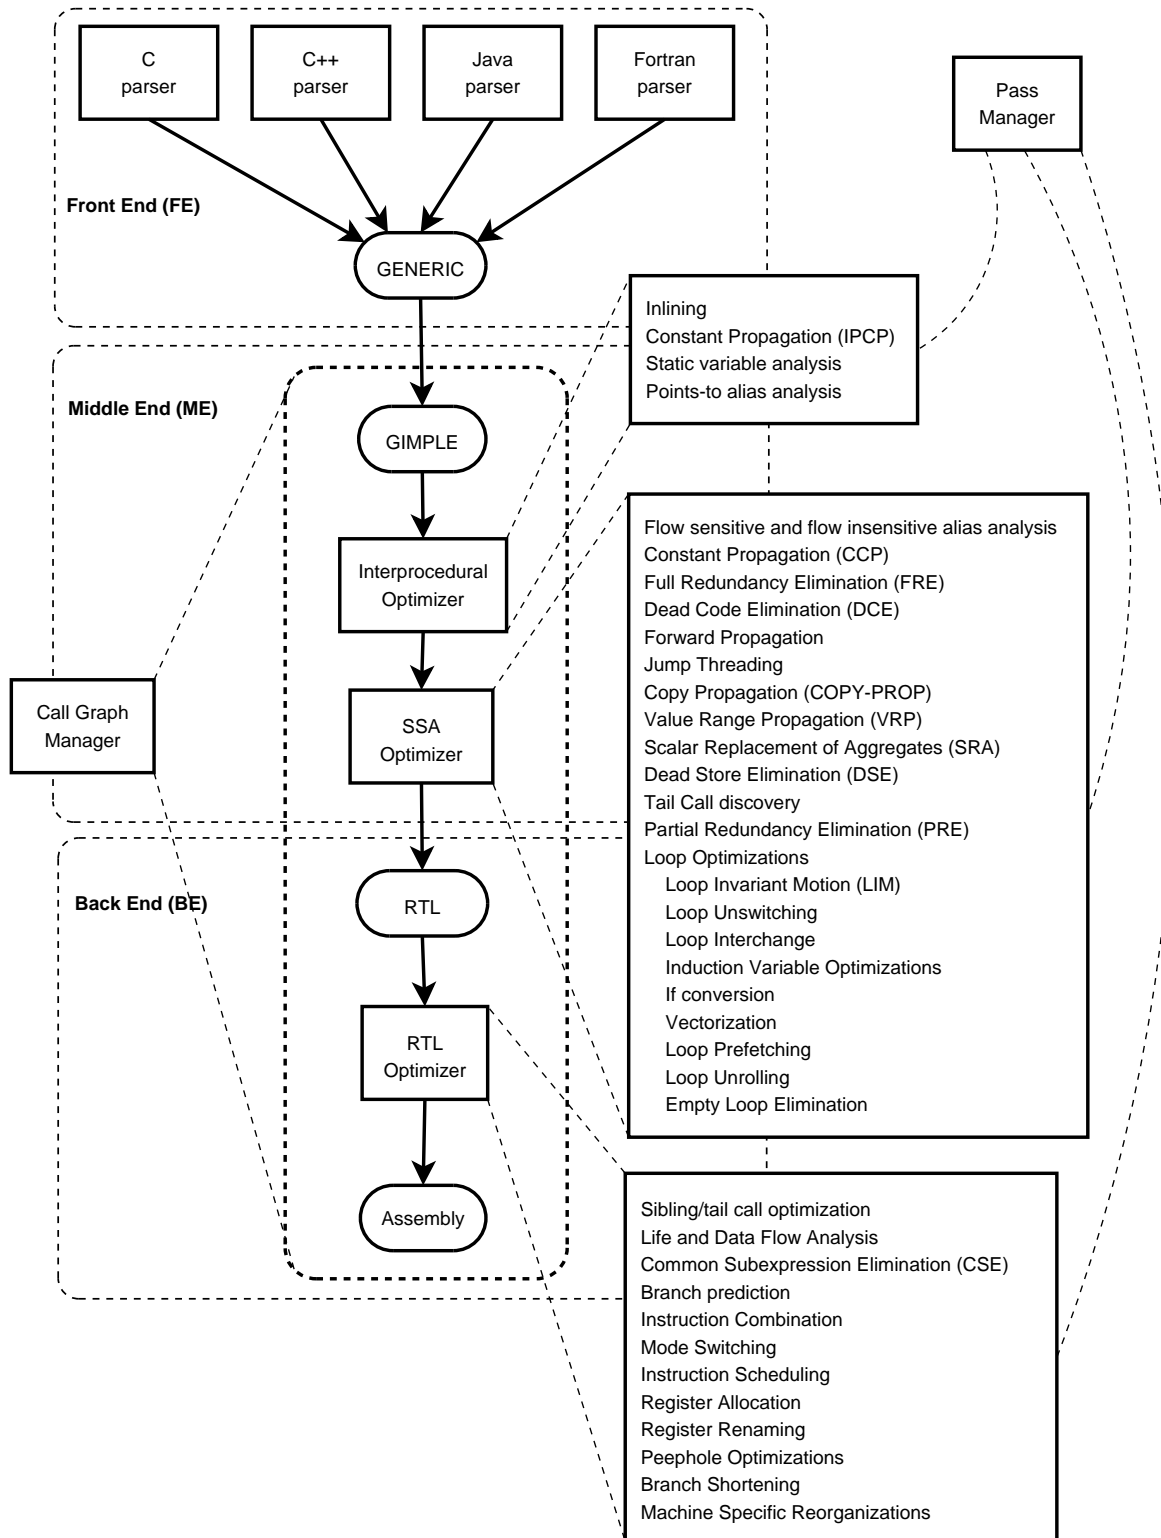 C
parser
C++
parser
Java
parser
Fortran
parser
Pass
Manager
Front End (FE)
GENERIC
Inlining
Constant Propagation (IPCP)
Static variable analysis
Points-to alias analysis
Middle End (ME)
GIMPLE
Interprocedural
Optimizer
Flow sensitive and flow insensitive alias analysis
Constant Propagation (CCP)
Full Redundancy Elimination (FRE)
Dead Code Elimination (DCE)
Forward Propagation
Jump Threading
Copy Propagation (COPY-PROP)
Value Range Propagation (VRP)
Scalar Replacement of Aggregates (SRA)
Dead Store Elimination (DSE)
Tail Call discovery
Partial Redundancy Elimination (PRE)
Loop Optimizations
Loop Invariant Motion (LIM)
Loop Unswitching
Loop Interchange
Induction Variable Optimizations
If conversion
Vectorization
Loop Prefetching
Loop Unrolling
Empty Loop Elimination
Call Graph
Manager
SSA
Optimizer
Back End (BE)
RTL
RTL
Optimizer
Assembly
Sibling/tail call optimization
Life and Data Flow Analysis
Common Subexpression Elimination (CSE)
Branch prediction
Instruction Combination
Mode Switching
Instruction Scheduling
Register Allocation
Register Renaming
Peephole Optimizations
Branch Shortening
Machine Specific Reorganizations